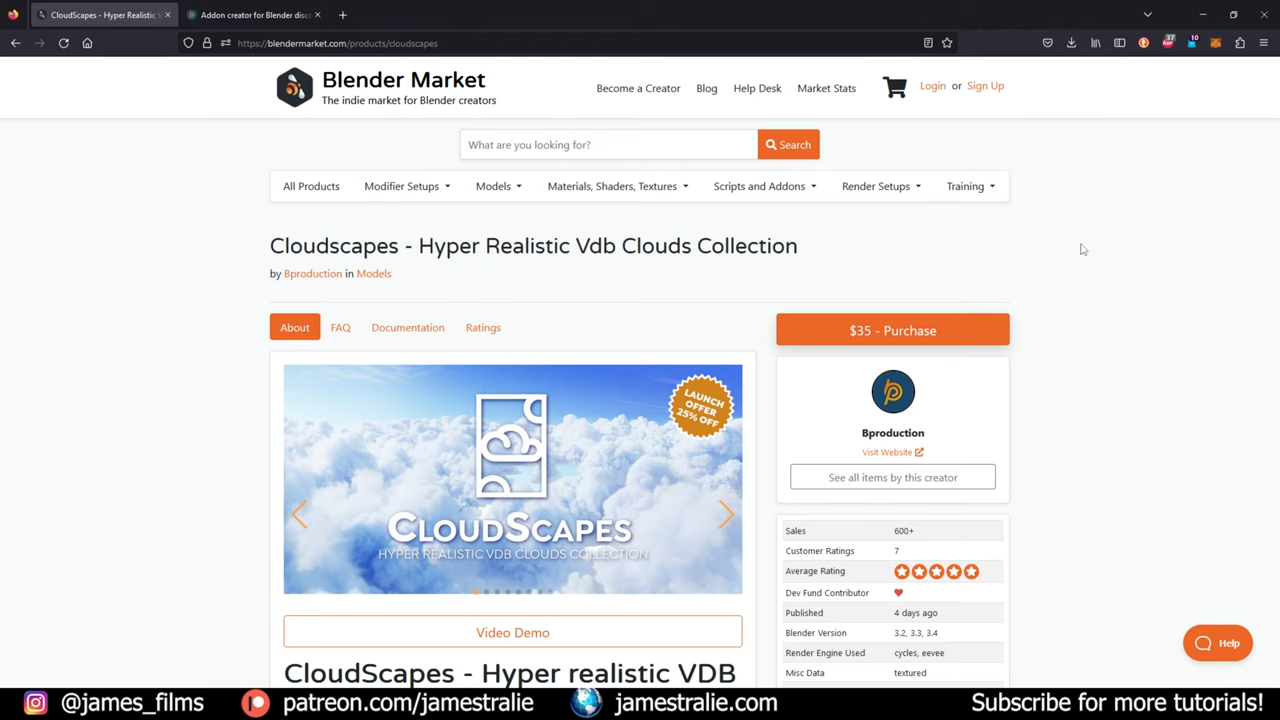 CloudScapes - Hyper Realistic V
Addon creator for Blender disc
https://blendermarket.com/products/cloudscapes
37
10
Blender Market
The indie market for Blender creators
Become a Creator
Blog
Help Desk
Market Stats
Login or Sign Up
What are you looking for?
Search
All Products
Modifier Setups
Models
Materials, Shaders, Textures
Scripts and Addons
Render Setups
Training
Cloudscapes - Hyper Realistic Vdb Clouds Collection
by Bproduction in Models
About
FAQ
Documentation
Ratings
$35 - Purchase
LAUNCH
OFFER
25% OFF
CLOUDSCAPES
HYPER REALISTIC VDB CLOUDS COLLECTION
Bproduction
Visit Website
See all items by this creator
Sales 600+
Customer Ratings 7
Average Rating
Dev Fund Contributor
Published 4 days ago
Blender Version 3.2, 3.3, 3.4
Render Engine Used cycles, eevee
Misc Data textured
Video Demo
CloudScapes - Hyper realistic VDB
Help
@james_films
patreon.com/jamestralie
jamestralie.com
Subscribe for more tutorials!